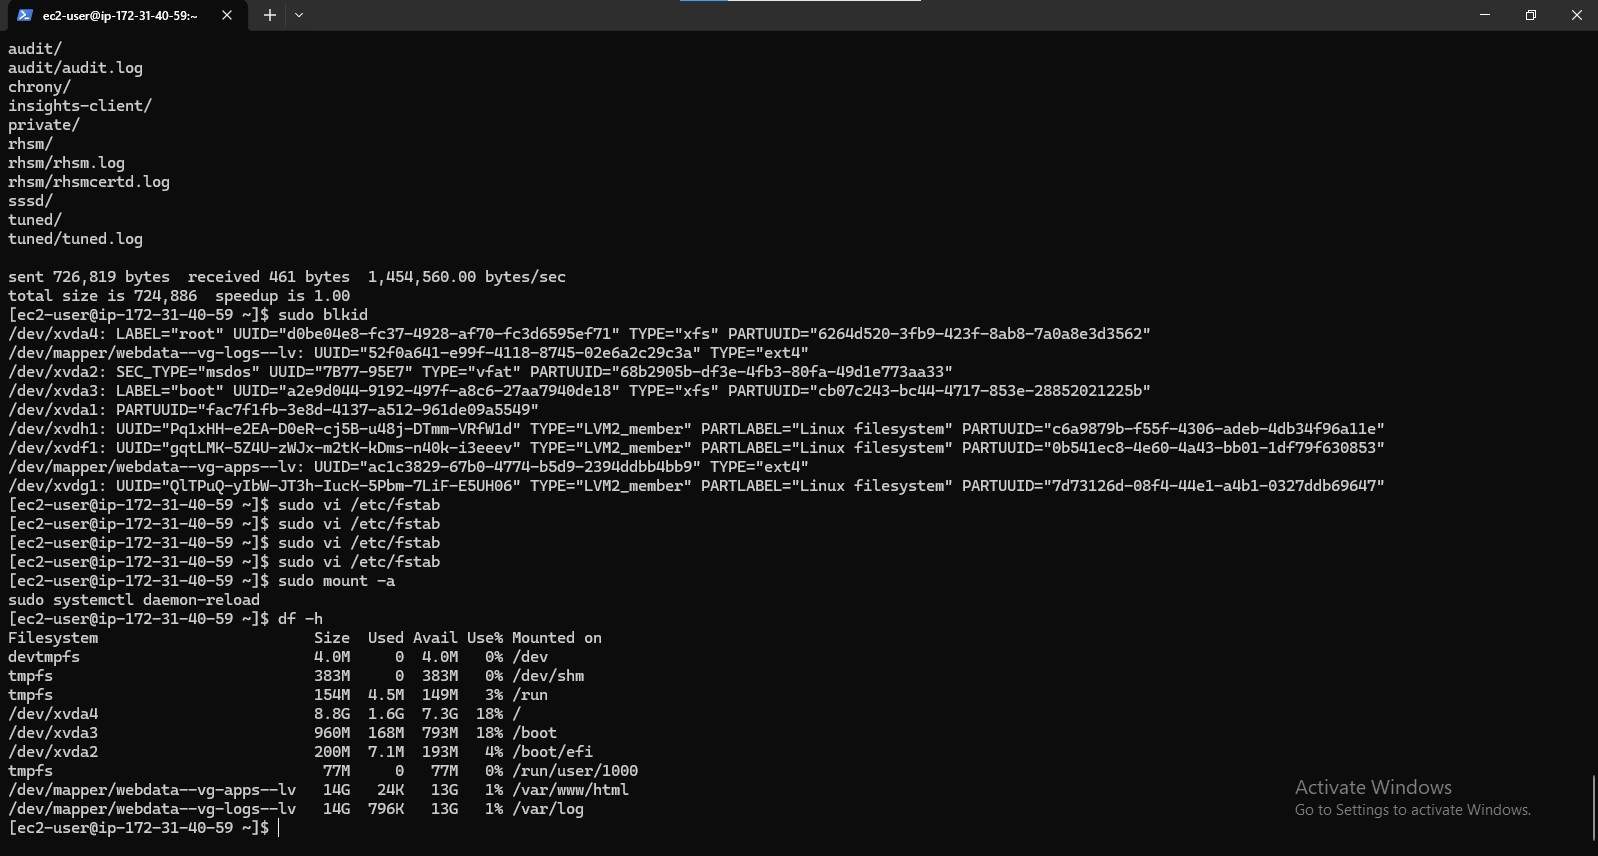 ec2-user@ip-172-31-40-59:~
audit/
audit/audit.log
chrony/
insights-client/
private/
rhsm/
rhsm/rhsm.log
rhsm/rhsmcertd.log
sssd/
tuned/
tuned/tuned.log
sent 726,819 bytes  received 461 bytes  1,454,560.00 bytes/sec
total size is 724,886  speedup is 1.00
[ec2-user@ip-172-31-40-59 ~]$ sudo blkid
/dev/xvda4: LABEL="root" UUID="d0be04e8-fc37-4928-af70-fc3d6595ef71" TYPE="xfs" PARTUUID="6264d520-3fb9-423f-8ab8-7a0a8e3d3562"
/dev/mapper/webdata--vg-logs--lv: UUID="52f0a641-e99f-4118-8745-02e6a2c29c3a" TYPE="ext4"
/dev/xvda2: SEC_TYPE="msdos" UUID="7B77-95E7" TYPE="vfat" PARTUUID="68b2905b-df3e-4fb3-80fa-49d1e773aa33"
/dev/xvda3: LABEL="boot" UUID="a2e9d044-9192-497f-a8c6-27aa7940de18" TYPE="xfs" PARTUUID="cb07c243-bc44-4717-853e-28852021225b"
/dev/xvda1: PARTUUID="fac7f1fb-3e8d-4137-a512-961de09a5549"
/dev/xvdh1: UUID="Pq1xHH-e2EA-D0eR-cj5B-u48j-DTmm-VRfW1d" TYPE="LVM2_member" PARTLABEL="Linux filesystem" PARTUUID="c6a9879b-f55f-4306-adeb-4db34f96a11e"
/dev/xvdf1: UUID="gqtLMK-5Z4U-zWJx-m2tK-kDms-n40k-i3eeev" TYPE="LVM2_member" PARTLABEL="Linux filesystem" PARTUUID="0b541ec8-4e60-4a43-bb01-1df79f630853"
/dev/mapper/webdata--vg-apps--lv: UUID="ac1c3829-67b0-4774-b5d9-2394ddbb4bb9" TYPE="ext4"
/dev/xvdg1: UUID="QlTPuQ-yIbW-JT3h-IucK-5Pbm-7LiF-E5UH06" TYPE="LVM2_member" PARTLABEL="Linux filesystem" PARTUUID="7d73126d-08f4-44e1-a4b1-0327ddb69647"
[ec2-user@ip-172-31-40-59 ~]$ sudo vi /etc/fstab
[ec2-user@ip-172-31-40-59 ~]$ sudo vi /etc/fstab
[ec2-user@ip-172-31-40-59 ~]$ sudo vi /etc/fstab
[ec2-user@ip-172-31-40-59 ~]$ sudo vi /etc/fstab
[ec2-user@ip-172-31-40-59 ~]$ sudo mount -a
sudo systemctl daemon-reload
[ec2-user@ip-172-31-40-59 ~]$ df -h
Filesystem                        Size  Used Avail Use% Mounted on
devtmpfs                          4.0M     0  4.0M   0% /dev
tmpfs                             383M     0  383M   0% /dev/shm
tmpfs                             154M  4.5M  149M   3% /run
/dev/xvda4                        8.8G  1.6G  7.3G  18% /
/dev/xvda3                        960M  168M  793M  18% /boot
/dev/xvda2                        200M  7.1M  193M   4% /boot/efi
tmpfs                              77M     0   77M   0% /run/user/1000
/dev/mapper/webdata--vg-apps--lv   14G   24K   13G   1% /var/www/html
/dev/mapper/webdata--vg-logs--lv   14G  796K   13G   1% /var/log
[ec2-user@ip-172-31-40-59 ~]$
Activate Windows
Go to Settings to activate Windows.